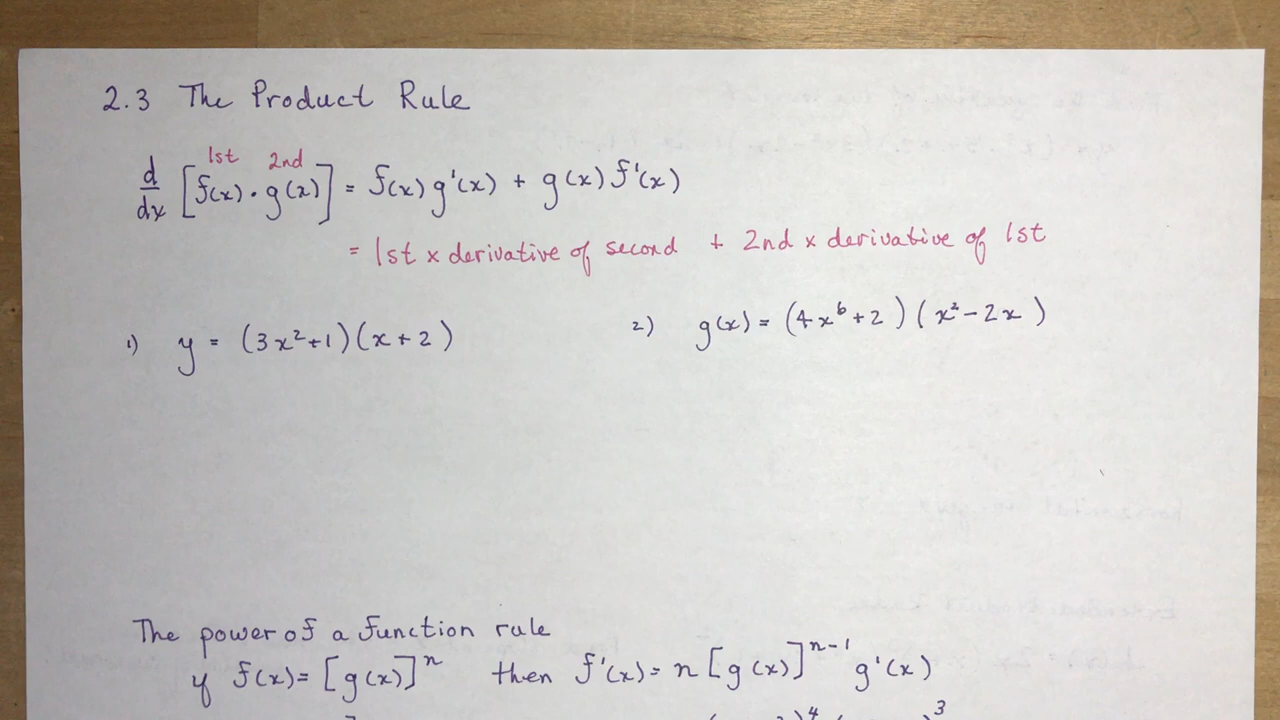 2.3 The Product Rule
1st 2nd
d/dx [f(x) · g(x)] = f(x) g'(x) + g(x) f'(x)
= 1st x derivative of second + 2nd x derivative of 1st
1) y = (3x²+1)(x+2)
2) g(x) = (4x⁶+2)(x²-2x)
The power of a function rule
if f(x) = [g(x)]ⁿ then f'(x) = n[g(x)]ⁿ⁻¹ g'(x)